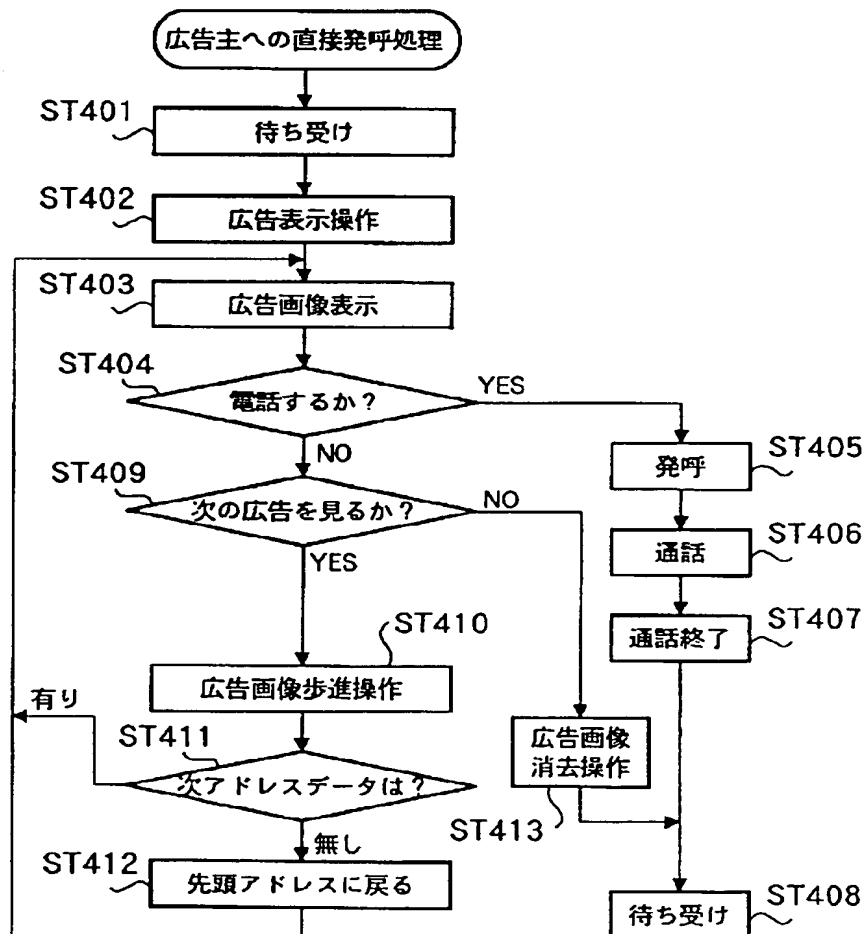 広告主への直接発呼処理
ST401
待ち受け
ST402
広告表示操作
ST403
広告画像表示
ST404
電話するか?
YES
NO
ST405
発呼
ST409
次の広告を見るか?
NO
YES
ST406
通話
ST407
通話終了
ST410
広告画像歩進操作
有り
ST411
次アドレスデータは?
広告画像
消去操作
ST413
無し
ST412
先頭アドレスに戻る
ST408
待ち受け